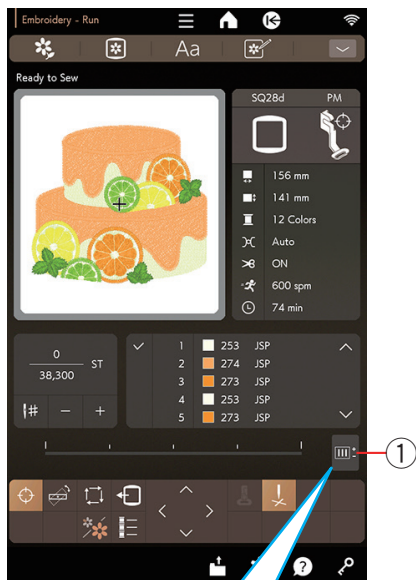 Embroidery - Run
Aa
Ready to Sew
SQ28d PM
156 mm
141 mm
12 Colors
Auto
ON
600 spm
74 min
0
38,300 ST
1 253 JSP
2 274 JSP
3 273 JSP
4 253 JSP
5 273 JSP
# - +
1
?